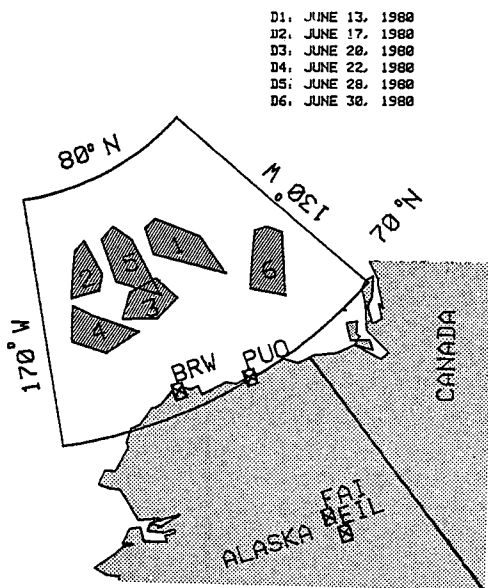 D1: JUNE 13, 1980
D2: JUNE 17, 1980
D3: JUNE 20, 1980
D4: JUNE 22, 1980
D5: JUNE 28, 1980
D6: JUNE 30, 1980
80° N
130° W
70° N
1
5
2
6
3
4
170° W
BRW
PUO
CANADA
FAI
EIL
ALASKA